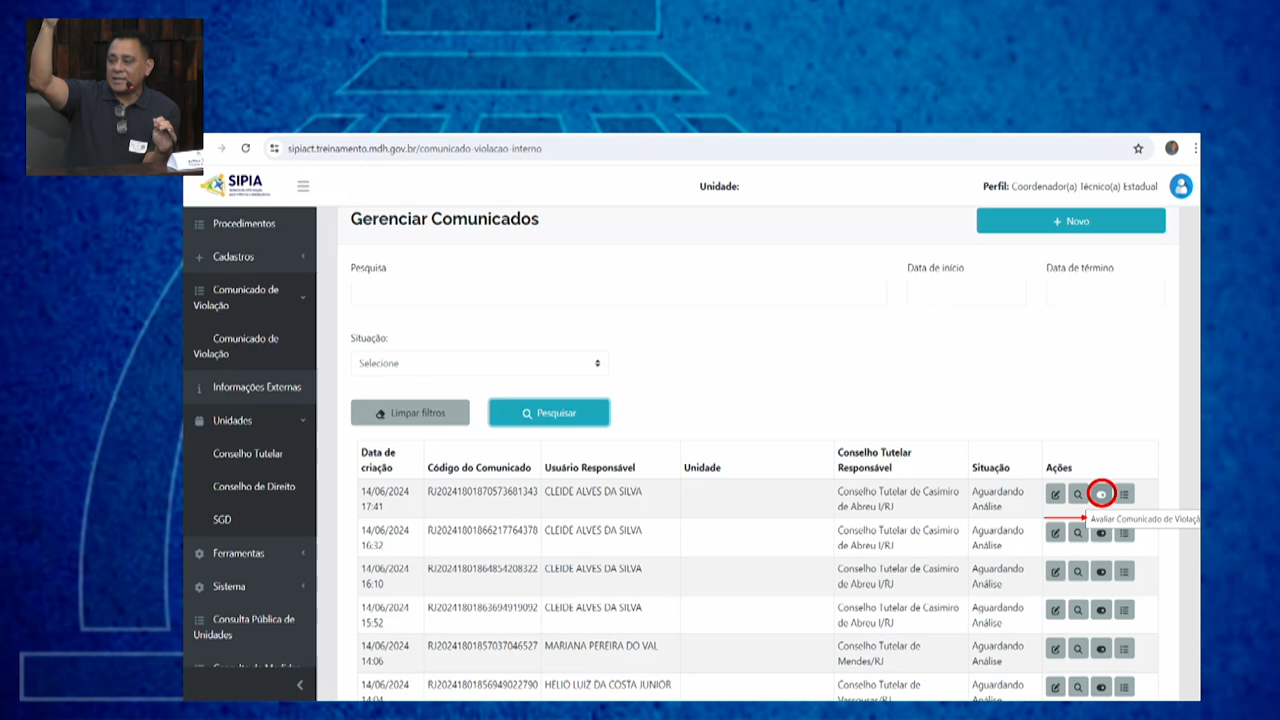 sipiact.treinamento.mdh.gov.br/comunicado-violacao-interno
SIPIA
Unidade:
Perfil: Coordenador(a) Técnico(a) Estadual
Procedimentos
Cadastros
Comunicado de
Violação
Comunicado de
Violação
Informações Externas
Unidades
Conselho Tutelar
Conselho de Direito
SGD
Ferramentas
Sistema
Consulta Pública de
Unidades
Gerenciar Comunicados
+ Novo
Pesquisa
Data de início
Data de término
Situação:
Selecione
Limpar filtros
Pesquisar
Data de criação Código do Comunicado Usuário Responsável Unidade Conselho Tutelar Responsável Situação Ações
14/06/2024 17:41 RJ20241801870573681343 CLEIDE ALVES DA SILVA Conselho Tutelar de Casimiro de Abreu I/RJ Aguardando Análise
Avaliar Comunicado de Violaçã
14/06/2024 16:32 RJ20241801866217764378 CLEIDE ALVES DA SILVA Conselho Tutelar de Casimiro de Abreu I/RJ Aguardando Análise
14/06/2024 16:10 RJ20241801864854208322 CLEIDE ALVES DA SILVA Conselho Tutelar de Casimiro de Abreu I/RJ Aguardando Análise
14/06/2024 15:52 RJ20241801863694919092 CLEIDE ALVES DA SILVA Conselho Tutelar de Casimiro de Abreu I/RJ Aguardando Análise
14/06/2024 14:06 RJ20241801857037046527 MARIANA PEREIRA DO VAL Conselho Tutelar de Mendes/RJ Aguardando Análise
14/06/2024 14:04 RJ20241801856949022790 HELIO LUIZ DA COSTA JUNIOR Conselho Tutelar de Vassouras/RJ Aguardando Análise